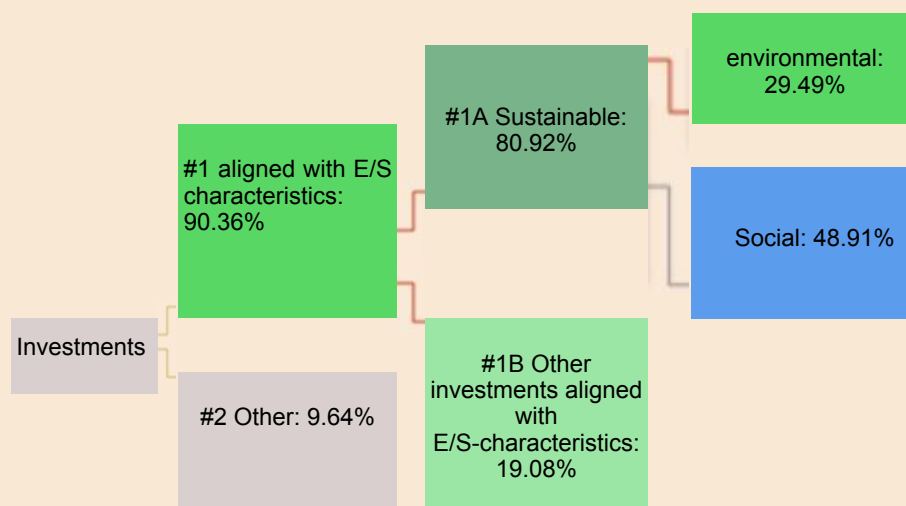 Investments
#1 aligned with E/S
characteristics:
90.36%
#2 Other: 9.64%
#1A Sustainable:
80.92%
#1B Other
investments aligned
with
E/S-characteristics:
19.08%
environmental:
29.49%
Social: 48.91%